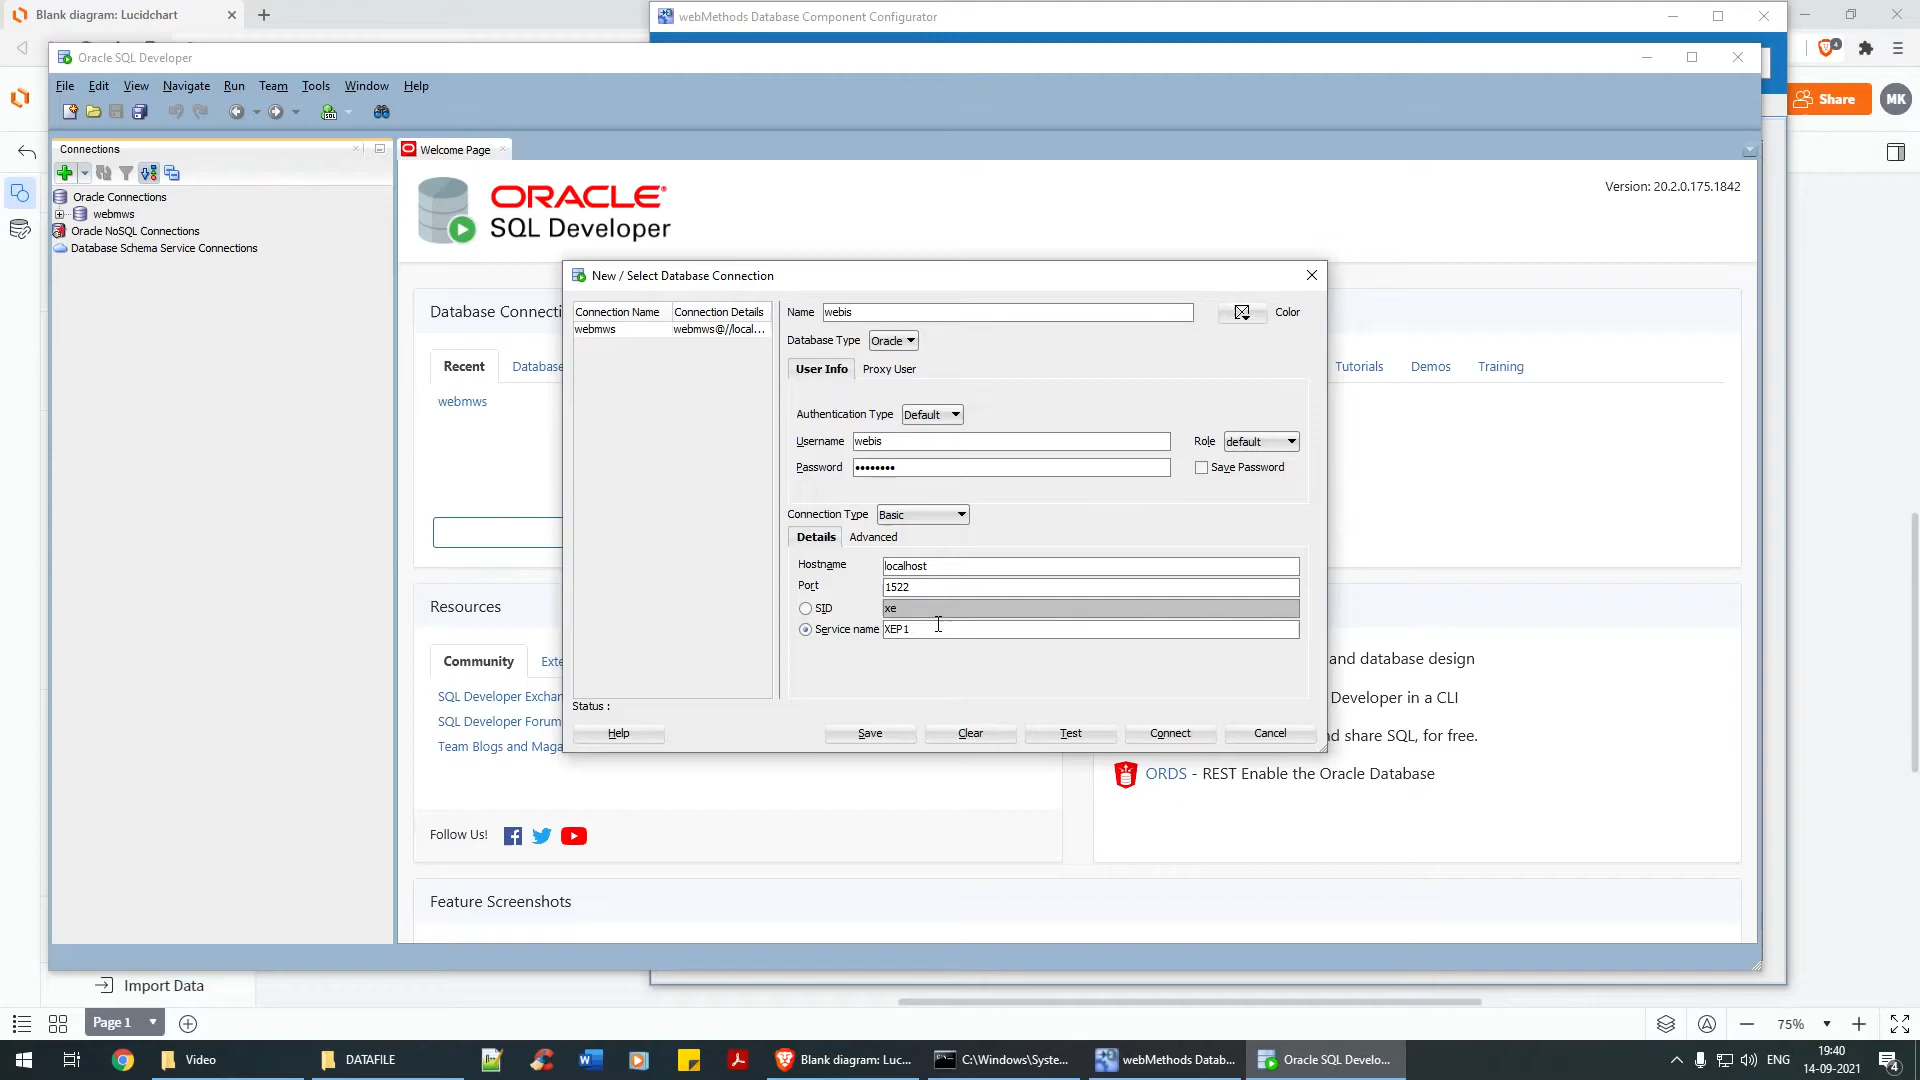 Blank diagram: Lucidchart
webMethods Database Component Configurator
4
Oracle SQL Developer
File Edit View Navigate Run Team Tools Window Help
Share
MK
SQL
Connections
Welcome Page
Oracle Connections
webmws
Oracle NoSQL Connections
Database Schema Service Connections
ORACLE
SQL Developer
Version: 20.2.0.175.1842
New / Select Database Connection
Connection Name Connection Details
webmws webmws@//local...
Name webis Color
Database Type Oracle
User Info Proxy User
Authentication Type Default
Username webis Role default
Password •••••••• Save Password
Connection Type Basic
Details Advanced
Hostname localhost
Port 1522
SID xe
Service name XEP1
Status :
Help Save Clear Test Connect Cancel
Database Connecti
Recent Database
webmws
Tutorials Demos Training
Resources
Community Exte
SQL Developer Exchan
SQL Developer Forum
Team Blogs and Maga
and database design
Developer in a CLI
nd share SQL, for free.
ORDS - REST Enable the Oracle Database
Follow Us!
Feature Screenshots
Import Data
Page 1
75%
Video
DATAFILE
Blank diagram: Luc...
C:\Windows\Syste...
webMethods Datab...
Oracle SQL Develo...
ENG
19:40
14-09-2021
4